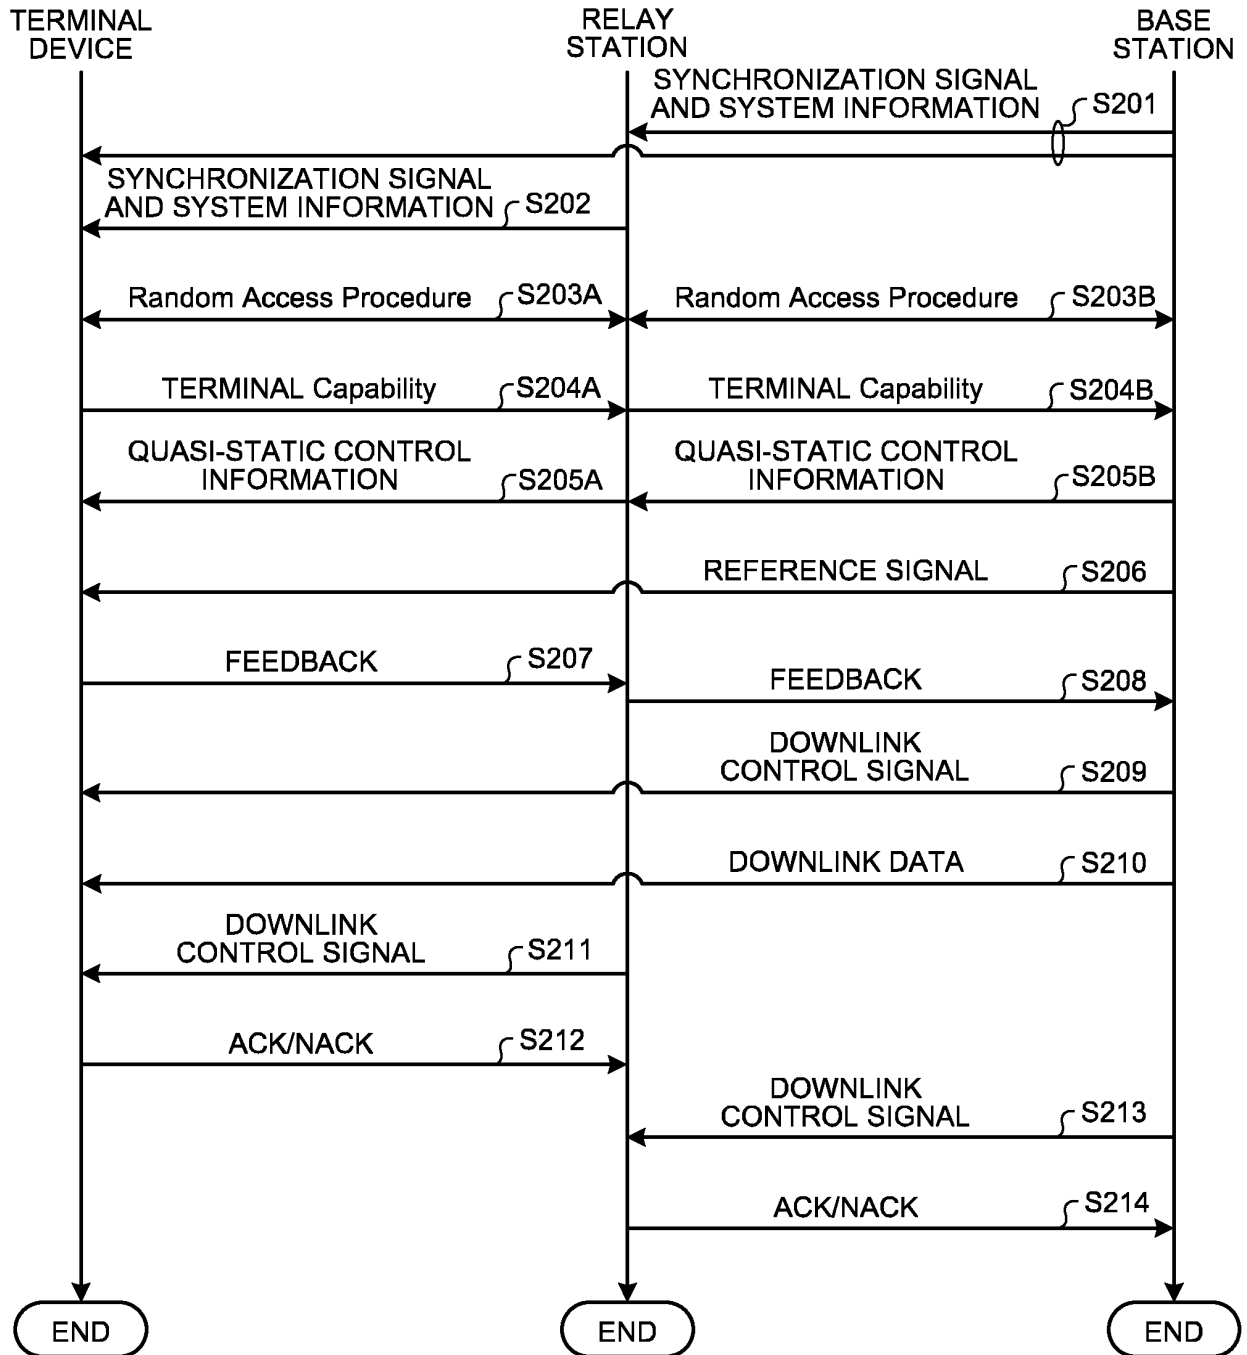 TERMINAL
DEVICE
RELAY
STATION
BASE
STATION
SYNCHRONIZATION SIGNAL
AND SYSTEM INFORMATION
S201
SYNCHRONIZATION SIGNAL
AND SYSTEM INFORMATION
S202
Random Access Procedure
S203A
Random Access Procedure
S203B
TERMINAL Capability
S204A
TERMINAL Capability
S204B
QUASI-STATIC CONTROL
INFORMATION
S205A
QUASI-STATIC CONTROL
INFORMATION
S205B
REFERENCE SIGNAL
S206
FEEDBACK
S207
FEEDBACK
S208
DOWNLINK
CONTROL SIGNAL
S209
DOWNLINK DATA
S210
DOWNLINK
CONTROL SIGNAL
S211
ACK/NACK
S212
DOWNLINK
CONTROL SIGNAL
S213
ACK/NACK
S214
END
END
END